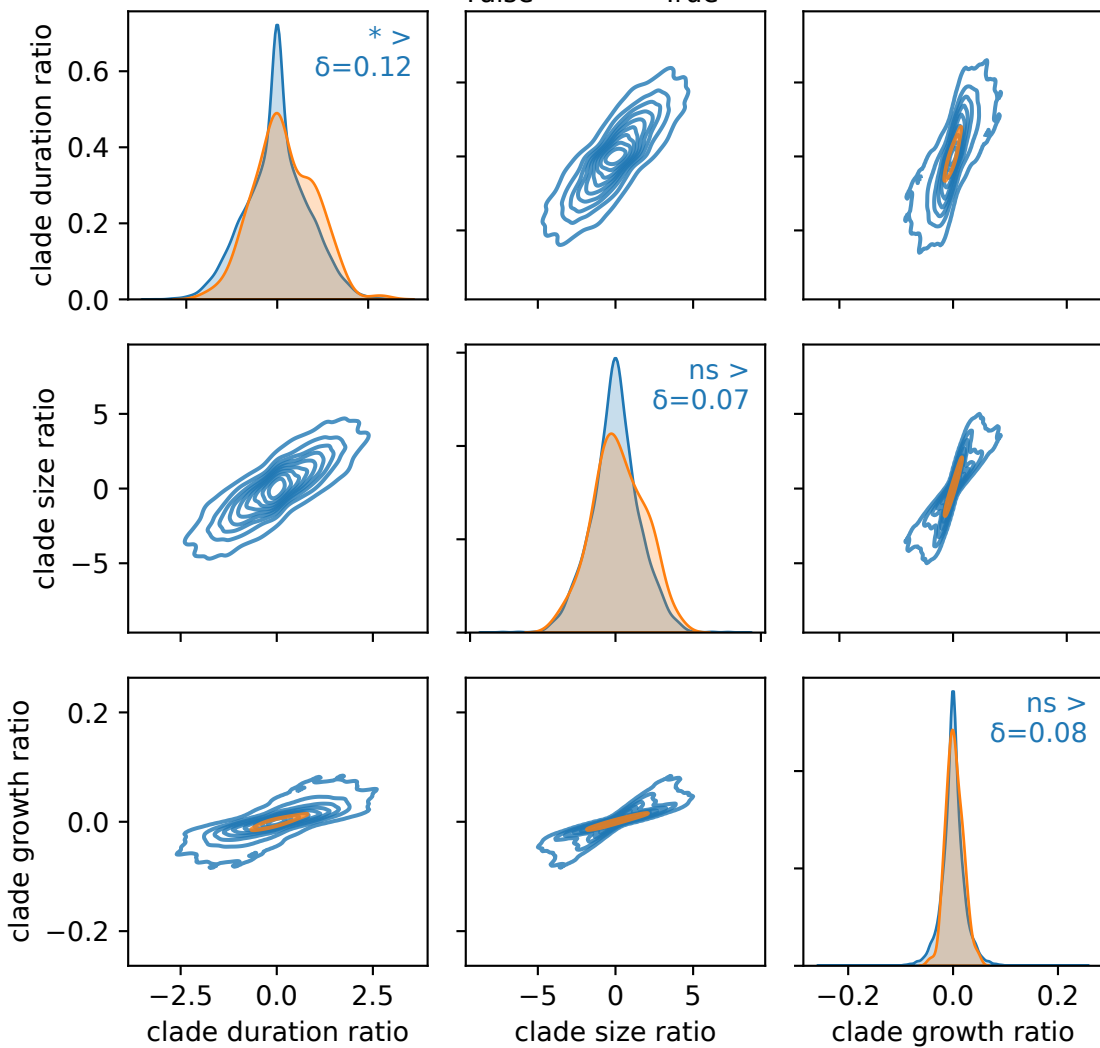 clade duration ratio
0.6
0.4
0.2
0.0
* >
δ=0.12
clade size ratio
5
0
−5
ns >
δ=0.07
clade growth ratio
0.2
0.0
−0.2
ns >
δ=0.08
−2.5 0.0 2.5
−5 0 5
−0.2 0.0 0.2
clade duration ratio
clade size ratio
clade growth ratio